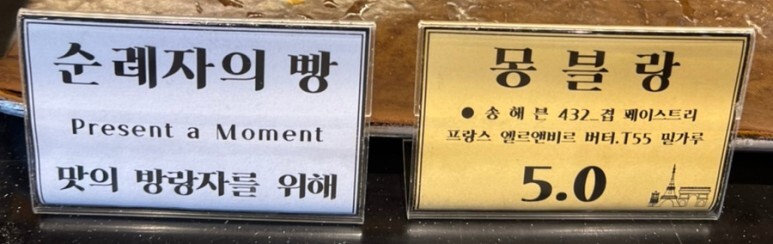 순례자의 빵
Present a Moment
맛의 방랑자를 위해
몽블랑
● 송해븐 432_겹 페이스트리
프랑스 엘르앤비르 버터.T55 밀가루
5.0